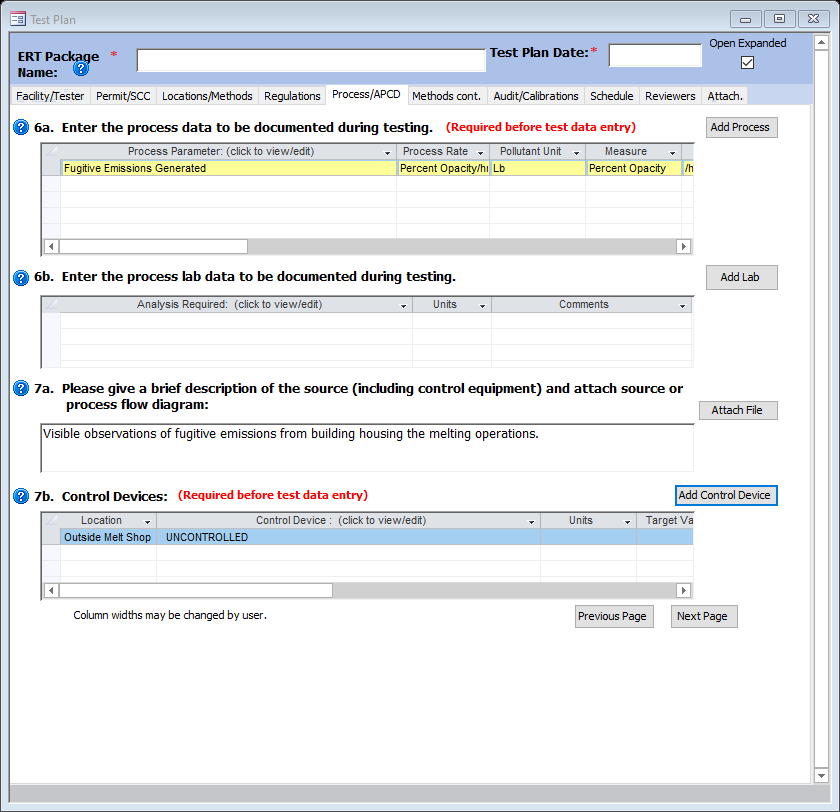 Test Plan
ERT Package * Name:
Test Plan Date:*
Open Expanded
Facility/Tester Permit/SCC Locations/Methods Regulations Process/APCD Methods cont. Audit/Calibrations Schedule Reviewers Attach.
6a. Enter the process data to be documented during testing. (Required before test data entry)
Add Process
Process Parameter: (click to view/edit) Process Rate Pollutant Unit Measure
Fugitive Emissions Generated Percent Opacity/hr Lb Percent Opacity /h
6b. Enter the process lab data to be documented during testing.
Add Lab
Analysis Required: (click to view/edit) Units Comments
7a. Please give a brief description of the source (including control equipment) and attach source or
process flow diagram:
Attach File
Visible observations of fugitive emissions from building housing the melting operations.
7b. Control Devices: (Required before test data entry)
Add Control Device
Location Control Device : (click to view/edit) Units Target Va
Outside Melt Shop UNCONTROLLED
Column widths may be changed by user.
Previous Page Next Page